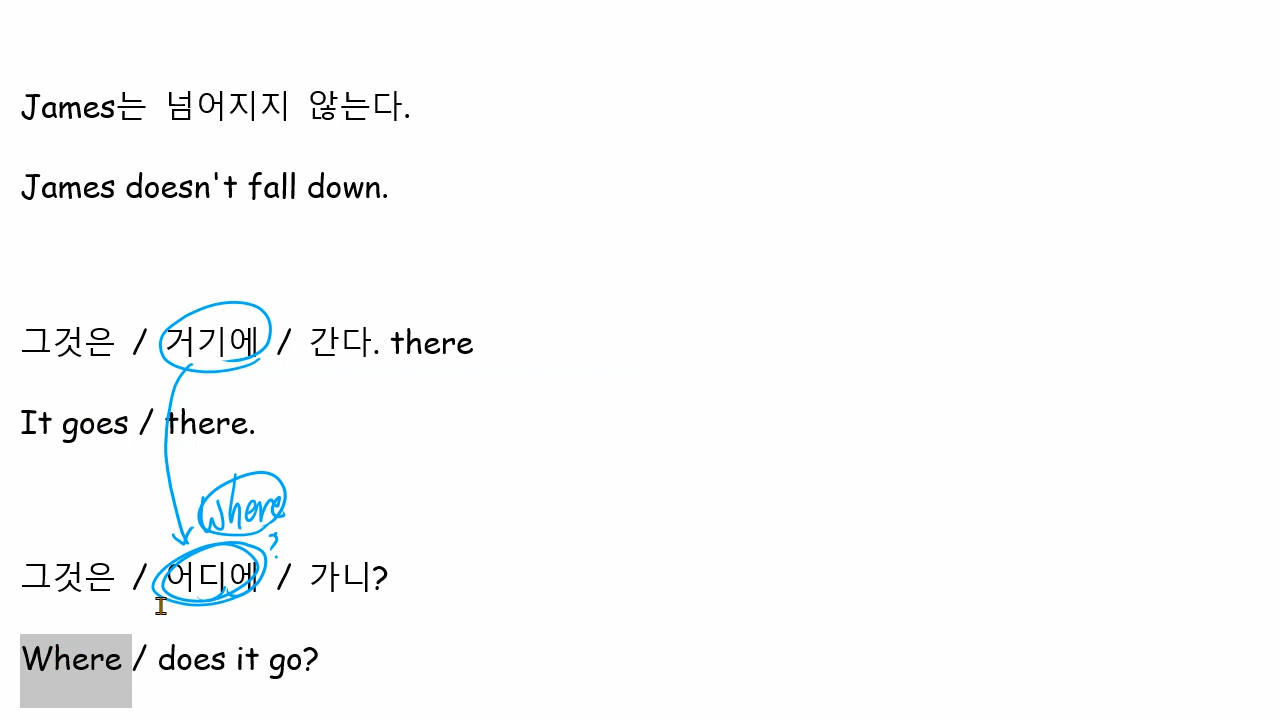 James는 넘어지지 않는다.
James doesn't fall down.
그것은 / 거기에 / 간다. there
It goes / there.
where
?
그것은 / 어디에 / 가니?
Where / does it go?